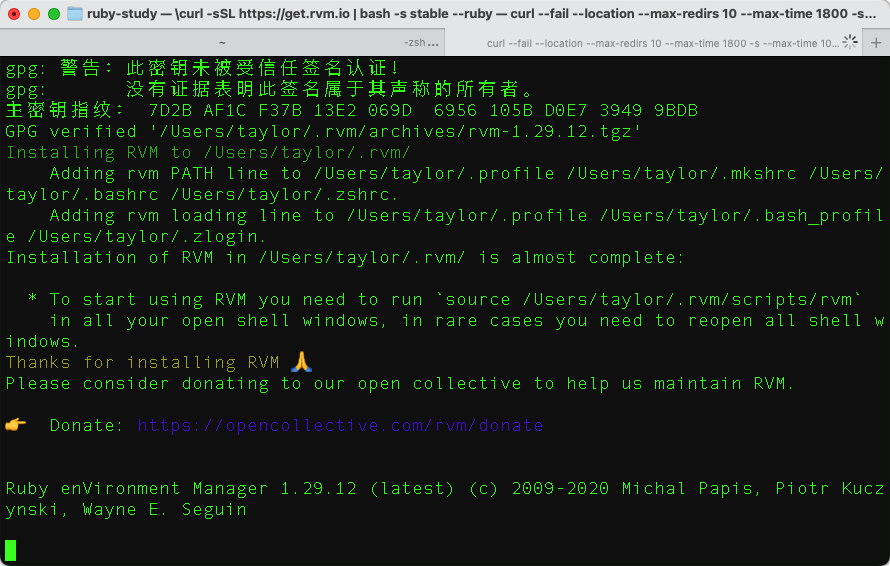 ruby-study — \curl -sSL https://get.rvm.io | bash -s stable --ruby — curl --fail --location --max-redirs 10 --max-time 1800 -s...
~ -zsh... curl --fail --location --max-redirs 10 --max-time 1800 -s --max-time 10... +
gpg: 警告：此密钥未被受信任签名认证！
gpg:       没有证据表明此签名属于其声称的所有者。
主密钥指纹：  7D2B AF1C F37B 13E2 069D  6956 105B D0E7 3949 9BDB
GPG verified '/Users/taylor/.rvm/archives/rvm-1.29.12.tgz'
Installing RVM to /Users/taylor/.rvm/
    Adding rvm PATH line to /Users/taylor/.profile /Users/taylor/.mkshrc /Users/
taylor/.bashrc /Users/taylor/.zshrc.
    Adding rvm loading line to /Users/taylor/.profile /Users/taylor/.bash_profil
e /Users/taylor/.zlogin.
Installation of RVM in /Users/taylor/.rvm/ is almost complete:
  * To start using RVM you need to run `source /Users/taylor/.rvm/scripts/rvm`
    in all your open shell windows, in rare cases you need to reopen all shell w
indows.
Thanks for installing RVM 🙏
Please consider donating to our open collective to help us maintain RVM.
👉  Donate: https://opencollective.com/rvm/donate
Ruby enVironment Manager 1.29.12 (latest) (c) 2009-2020 Michal Papis, Piotr Kucz
ynski, Wayne E. Seguin